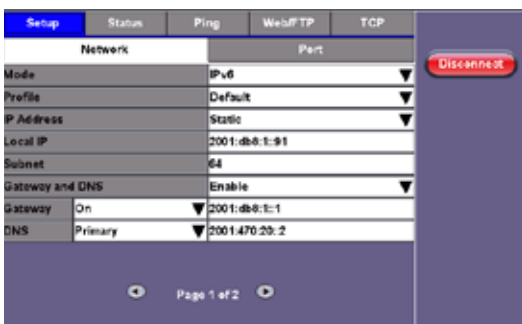 Setup Status Ping Web/FTP TCP
Network Port
Disconnect
Mode IPv6
Profile Default
IP Address Static
Local IP 2001:db8:1::91
Subnet 64
Gateway and DNS Enable
Gateway On 2001:db8:1::1
DNS Primary 2001:470:20::2
Page 1 of 2